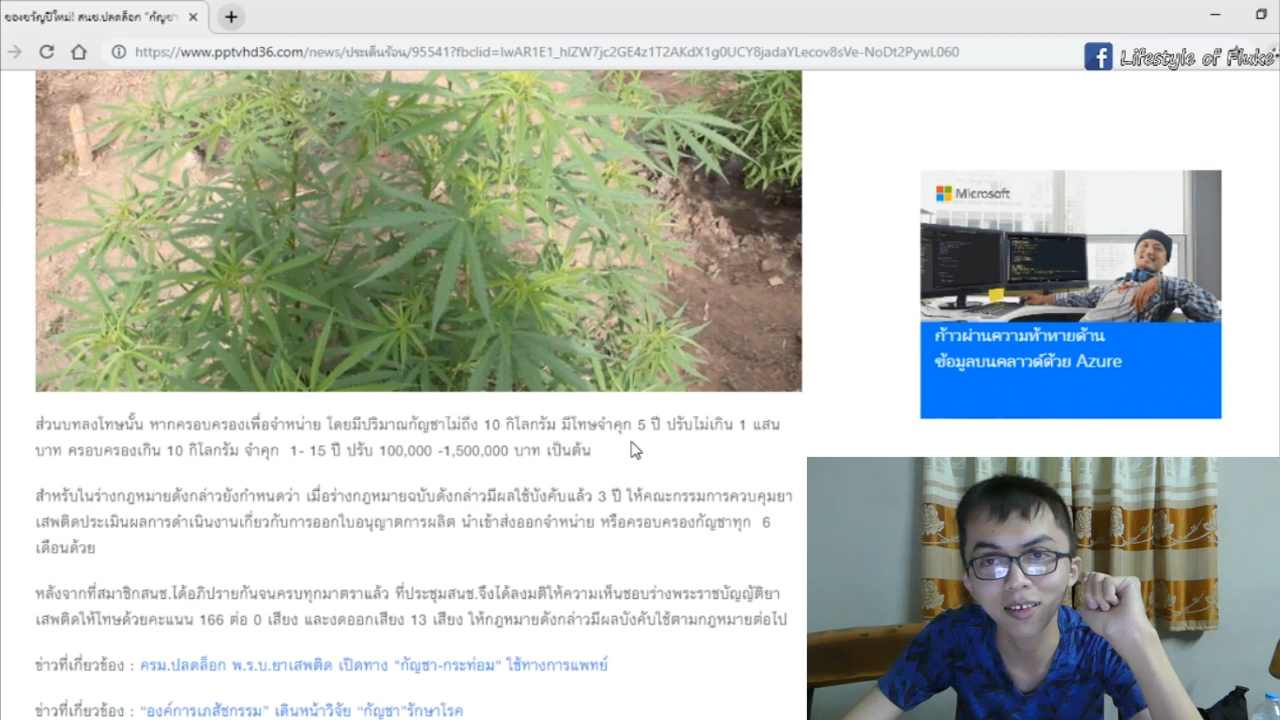 ของขวัญปีใหม่! สนช.ปลดล็อก "กัญชา
https://www.pptvhd36.com/news/ประเด็นร้อน/95541?fbclid=IwAR1E1_hIZW7jc2GE4z1T2AKdX1g0UCY8jadaYLecov8sVe-NoDt2PywL060
Lifestyle of Fluke
Microsoft
ก้าวผ่านความท้าทายด้าน
ข้อมูลบนคลาวด์ด้วย Azure
ส่วนบทลงโทษนั้น หากครอบครองเพื่อจำหน่าย โดยมีปริมาณกัญชาไม่ถึง 10 กิโลกรัม มีโทษจำคุก 5 ปี ปรับไม่เกิน 1 แสน
บาท ครอบครองเกิน 10 กิโลกรัม จำคุก 1- 15 ปี ปรับ 100,000 -1,500,000 บาท เป็นต้น
สำหรับในร่างกฎหมายดังกล่าวยังกำหนดว่า เมื่อร่างกฎหมายฉบับดังกล่าวมีผลใช้บังคับแล้ว 3 ปี ให้คณะกรรมการควบคุมยา
เสพติดประเมินผลการดำเนินงานเกี่ยวกับการออกใบอนุญาตการผลิต นำเข้าส่งออกจำหน่าย หรือครอบครองกัญชาทุก 6
เดือนด้วย
หลังจากที่สมาชิกสนช.ได้อภิปรายกันจนครบทุกมาตราแล้ว ที่ประชุมสนช.จึงได้ลงมติให้ความเห็นชอบร่างพระราชบัญญัติยา
เสพติดให้โทษด้วยคะแนน 166 ต่อ 0 เสียง และงดออกเสียง 13 เสียง ให้กฎหมายดังกล่าวมีผลบังคับใช้ตามกฎหมายต่อไป
ข่าวที่เกี่ยวข้อง : ครม.ปลดล็อก พ.ร.บ.ยาเสพติด เปิดทาง "กัญชา-กระท่อม" ใช้ทางการแพทย์
ข่าวที่เกี่ยวข้อง : "องค์การเภสัชกรรม" เดินหน้าวิจัย "กัญชา"รักษาโรค